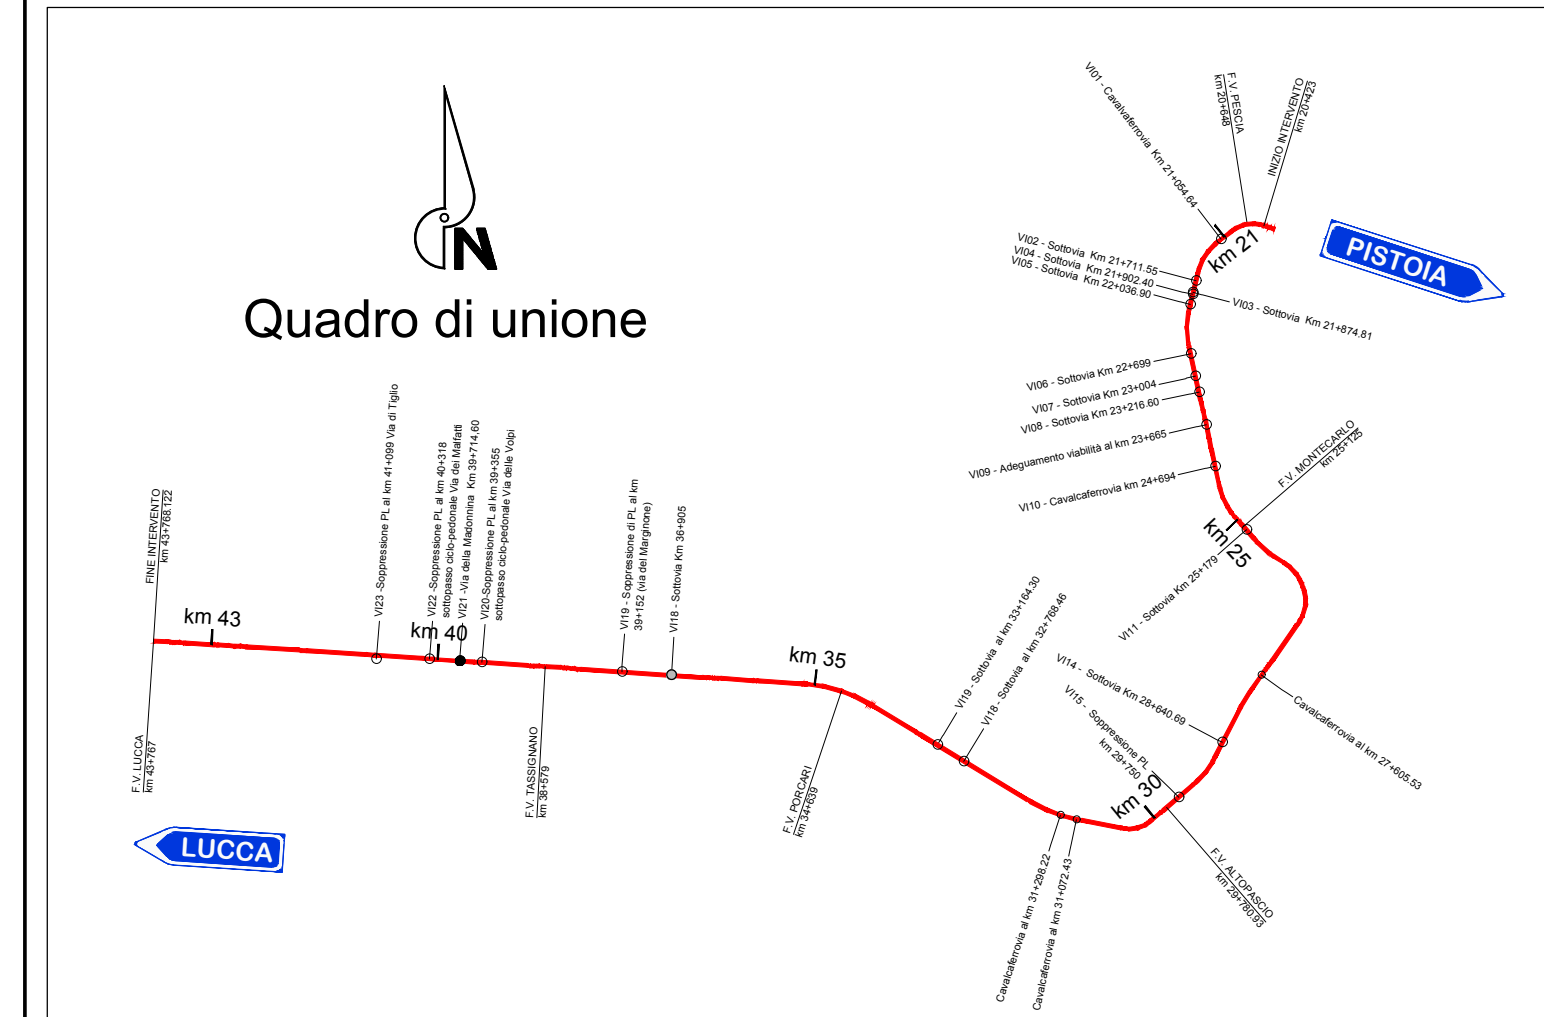 N
Quadro di unione
PISTOIA
LUCCA
VI01 - Cavalvaferrovia Km 21+054.64
F.V. PESCIA
km 20+648
INIZIO INTERVENTO
km 20+423
km 21
VI02 - Sottovia Km 21+711.55
VI04 - Sottovia Km 21+902.40
VI05 - Sottovia Km 22+036.90
VI03 - Sottovia Km 21+874.81
VI06 - Sottovia Km 22+699
VI07 - Sottovia Km 23+004
VI08 - Sottovia Km 23+216.60
VI09 - Adeguamento viabilità al km 23+665
VI10 - Cavalcaferrovia km 24+694
F.V. MONTECARLO
km 25+125
km 25
VI11 - Sottovia Km 25+179
Cavalcaferrovia al km 27+605.53
VI14 - Sottovia Km 28+640.69
VI15 - Soppressione PL
km 29+750
km 30
F.V. ALTOPASCIO
km 29+780.93
Cavalcaferrovia al km 31+072.43
Cavalcaferrovia al km 31+298.22
VI18 - Sottovia al km 32+768.46
VI19 - Sottovia al km 33+164.30
F.V. PORCARI
km 34+639
km 35
VI18 - Sottovia Km 36+905
VI19 - Soppressione di PL al km
39+152 (via del Marginone)
F.V. TASSIGNANO
km 38+579
VI20-Soppressione PL al km 39+355
sottopasso ciclo-pedonale Via delle Volpi
VI21 -Via della Madonnina Km 39+714,60
VI22 -Soppressione PL al km 40+318
sottopasso ciclo-pedonale Via dei Malfatti
km 40
VI23 -Soppressione PL al km 41+099 Via di Tiglio
km 43
FINE INTERVENTO
km 43+768.122
F.V. LUCCA
km 43+767